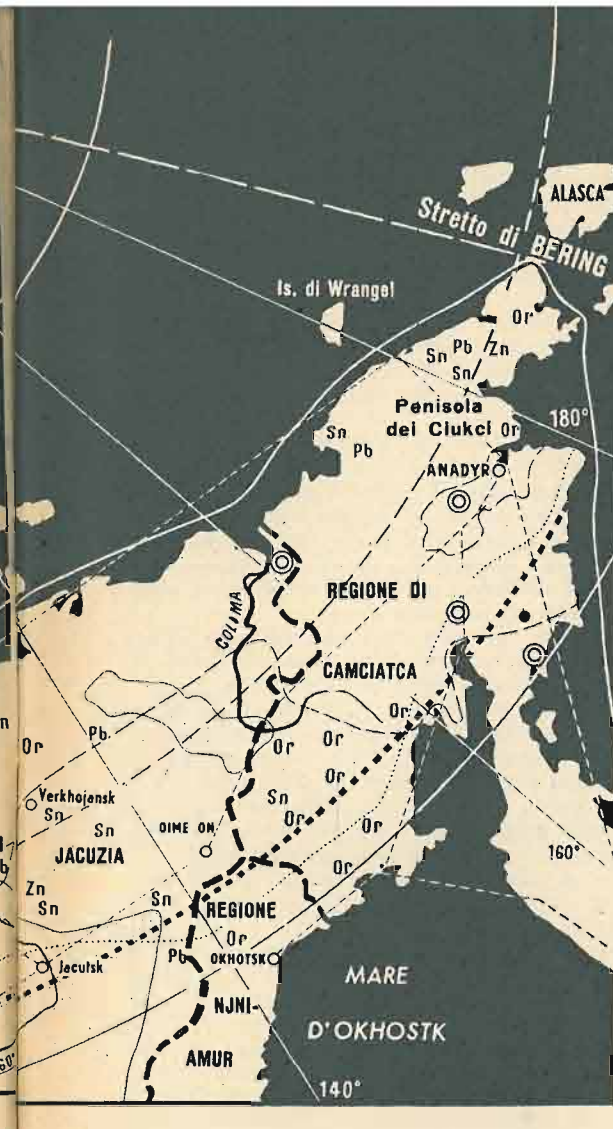 ALASCA
Stretto di BERING
Is. di Wrangel
Or
Sn Pb Zn
Sn
Penisola
dei Ciukci Or
180°
Sn
Pb
ANADYR
REGIONE DI
COLIMA
CAMCIATCA
Or
Or Or
Pb
Or
Or
Verkhojansk
Sn
Sn
Sn
Or
Or
OIME ON
JACUZIA
160°
Or
Zn
Sn
Sn
REGIONE
Or
Pb
OKHOTSK
Jacutsk
MARE
NJNI-
D'OKHOSTK
AMUR
140°